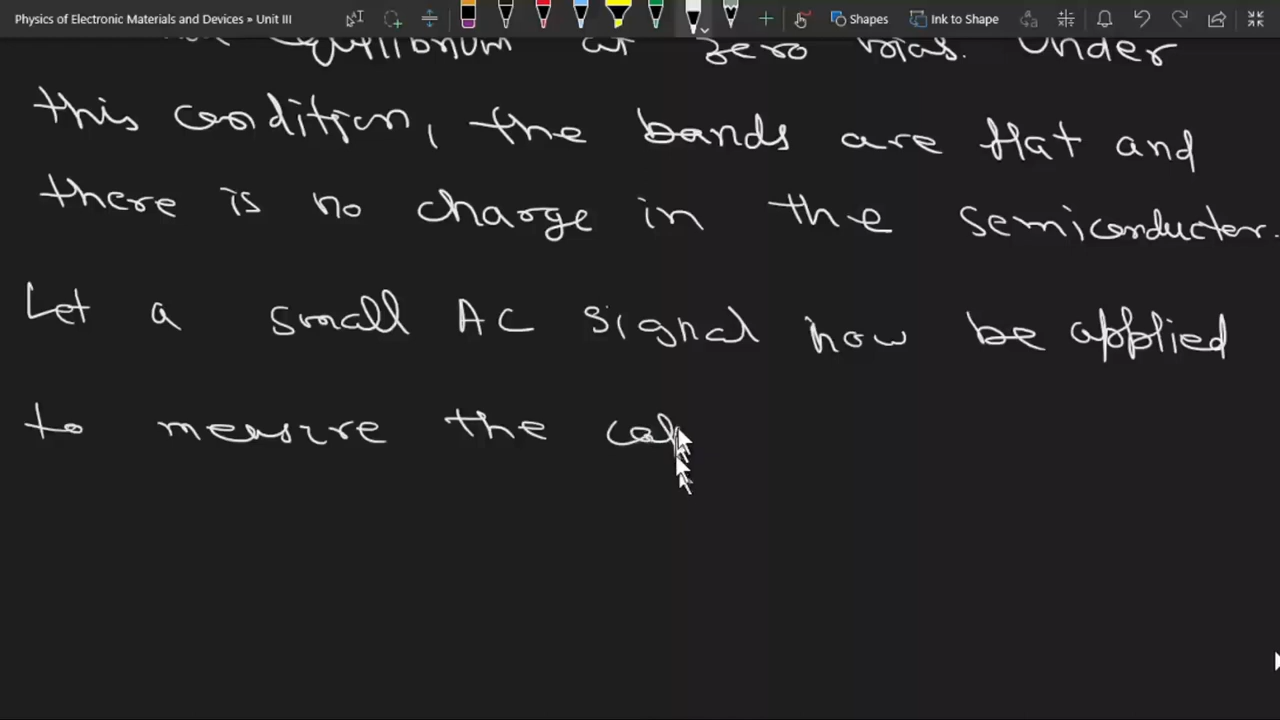 Physics of Electronic Materials and Devices » Unit III
Shapes
Ink to Shape
equilibrium at zero bias. Under
this condition, the bands are flat and
there is no charge in the semiconductor.
Let a small AC signal now be applied
to measure the cap